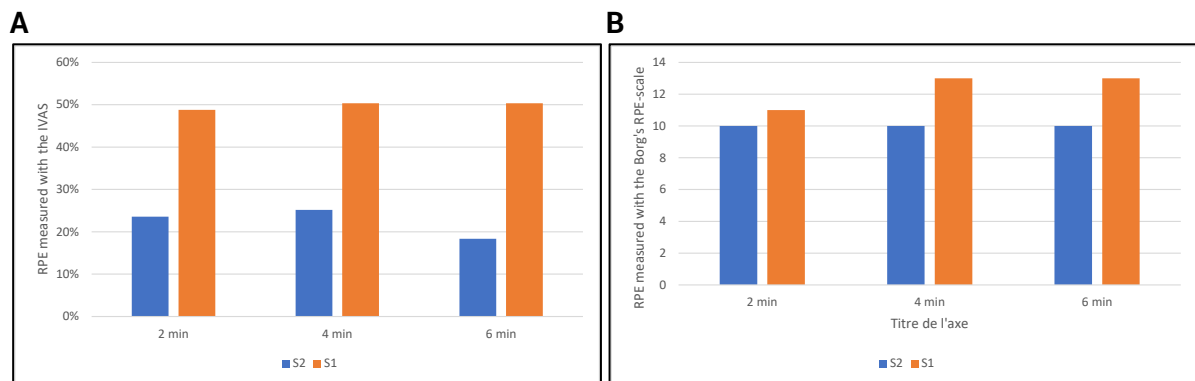 A
RPE measured with the IVAS
60%
50%
40%
30%
20%
10%
0%
2 min
4 min
6 min
S2
S1
B
RPE measured with the Borg's RPE-scale
14
12
10
8
6
4
2
0
2 min
4 min
6 min
Titre de l'axe
S2
S1